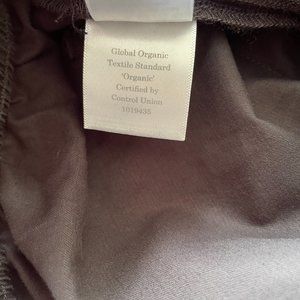 Global Organic
Textile Standard
'Organic'
Certified by
Control Union
1019435